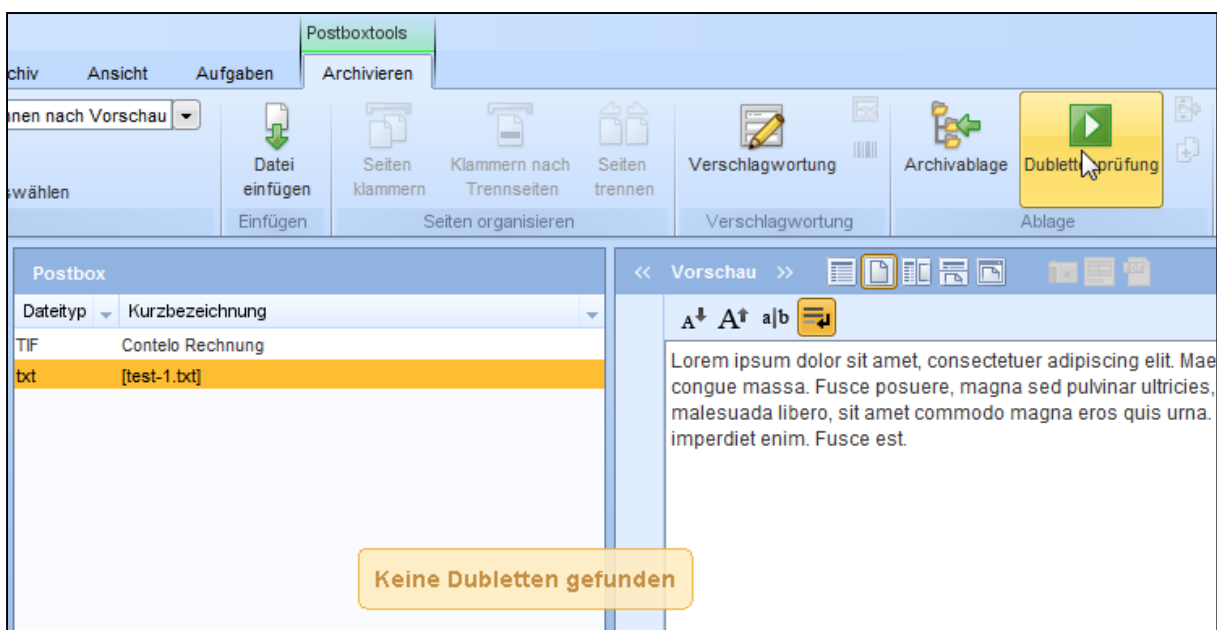 Postboxtools
chiv Ansicht Aufgaben Archivieren
nnen nach Vorschau
swählen
Datei
einfügen
Seiten
klammern
Klammern nach
Trennseiten
Seiten
trennen
Verschlagwortung
Archivablage
Dublettenprüfung
Einfügen
Seiten organisieren
Verschlagwortung
Ablage
Postbox
Dateityp Kurzbezeichnung
TIF Contelo Rechnung
txt [test-1.txt]
<< Vorschau >>
A A a|b
Lorem ipsum dolor sit amet, consectetuer adipiscing elit. Mae
congue massa. Fusce posuere, magna sed pulvinar ultricies,
malesuada libero, sit amet commodo magna eros quis urna.
imperdiet enim. Fusce est.
Keine Dubletten gefunden